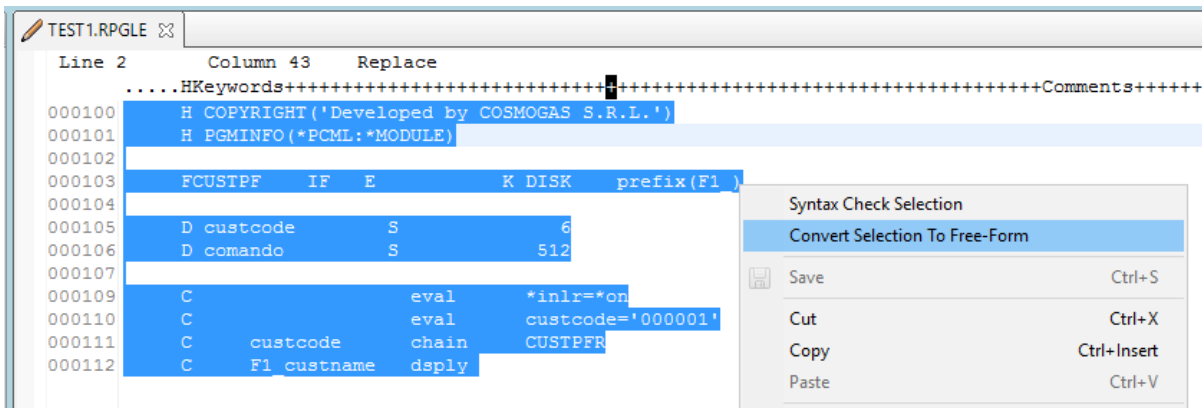 TEST1.RPGLE
Line 2 Column 43 Replace
.....HKeywords+++++++++++++++++++++++++++++++++++++++++++++++++++++++++++++++Comments++++++
000100 H COPYRIGHT('Developed by COSMOGAS S.R.L.')
000101 H PGMINFO(*PCML:*MODULE)
000102
000103 FCUSTPF IF E K DISK prefix(F1_)
000104
000105 D custcode S 6
000106 D comando S 512
000107
000109 C eval *inlr=*on
000110 C eval custcode='000001'
000111 C custcode chain CUSTPFR
000112 C F1_custname dsply
Syntax Check Selection
Convert Selection To Free-Form
Save Ctrl+S
Cut Ctrl+X
Copy Ctrl+Insert
Paste Ctrl+V